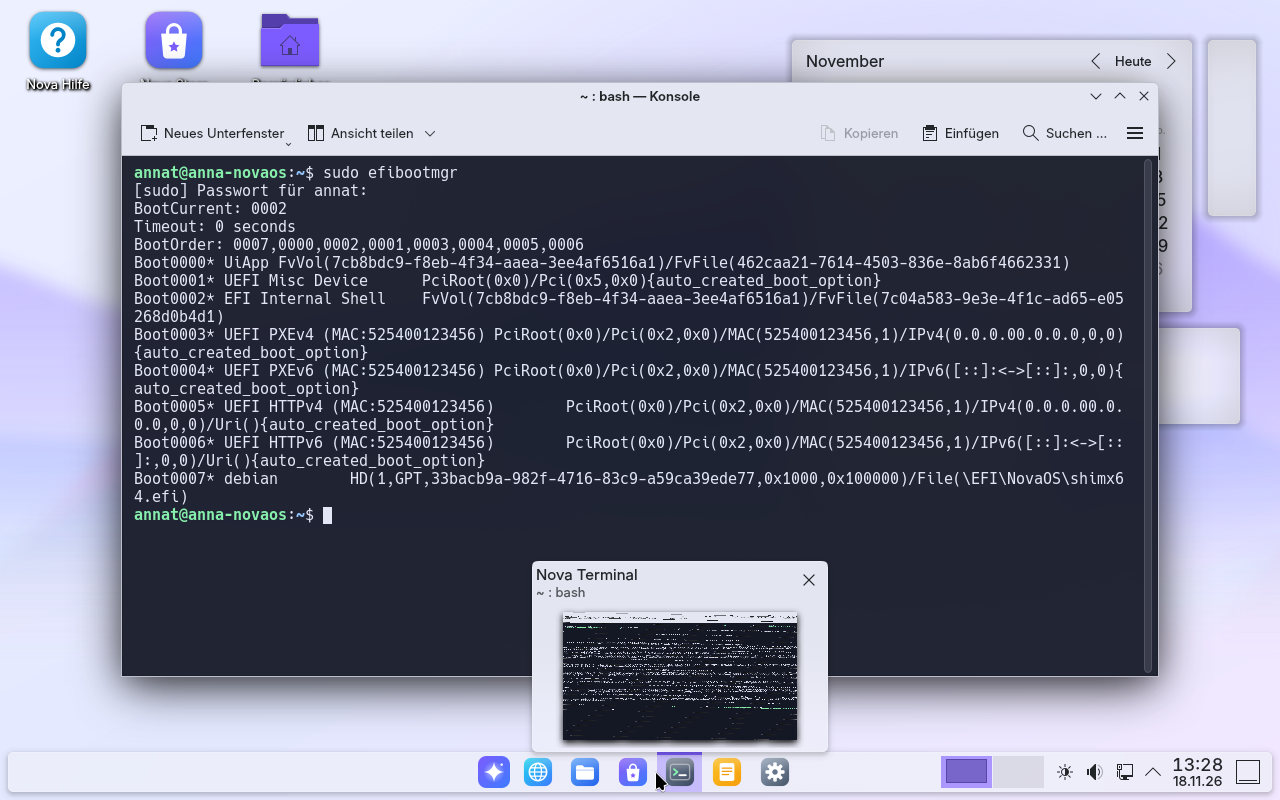 Nova Hilfe
November
Heute
~ : bash — Konsole
Neues Unterfenster
Ansicht teilen
Kopieren
Einfügen
Suchen ...
annat@anna-novaos:~$ sudo efibootmgr
[sudo] Passwort für annat:
BootCurrent: 0002
Timeout: 0 seconds
BootOrder: 0007,0000,0002,0001,0003,0004,0005,0006
Boot0000* UiApp FvVol(7cb8bdc9-f8eb-4f34-aaea-3ee4af6516a1)/FvFile(462caa21-7614-4503-836e-8ab6f4662331)
Boot0001* UEFI Misc Device      PciRoot(0x0)/Pci(0x5,0x0){auto_created_boot_option}
Boot0002* EFI Internal Shell    FvVol(7cb8bdc9-f8eb-4f34-aaea-3ee4af6516a1)/FvFile(7c04a583-9e3e-4f1c-ad65-e05
268d0b4d1)
Boot0003* UEFI PXEv4 (MAC:525400123456) PciRoot(0x0)/Pci(0x2,0x0)/MAC(525400123456,1)/IPv4(0.0.0.00.0.0.0,0,0)
{auto_created_boot_option}
Boot0004* UEFI PXEv6 (MAC:525400123456) PciRoot(0x0)/Pci(0x2,0x0)/MAC(525400123456,1)/IPv6([::]:<->[::]:,0,0){
auto_created_boot_option}
Boot0005* UEFI HTTPv4 (MAC:525400123456)        PciRoot(0x0)/Pci(0x2,0x0)/MAC(525400123456,1)/IPv4(0.0.0.00.0.
0.0,0,0)/Uri(){auto_created_boot_option}
Boot0006* UEFI HTTPv6 (MAC:525400123456)        PciRoot(0x0)/Pci(0x2,0x0)/MAC(525400123456,1)/IPv6([::]:<->[::
]:,0,0)/Uri(){auto_created_boot_option}
Boot0007* debian        HD(1,GPT,33bacb9a-982f-4716-83c9-a59ca39ede77,0x1000,0x100000)/File(\EFI\NovaOS\shimx6
4.efi)
annat@anna-novaos:~$
Nova Terminal
~ : bash
13:28
18.11.26